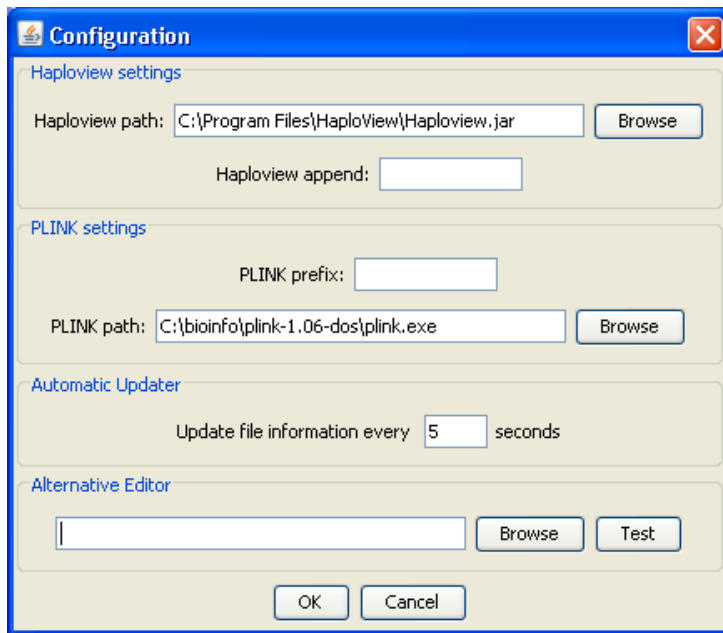 Configuration
Haploview settings
Haploview path: C:\Program Files\HaploView\Haploview.jar Browse
Haploview append:
PLINK settings
PLINK prefix:
PLINK path: C:\bioinfo\plink-1.06-dos\plink.exe Browse
Automatic Updater
Update file information every 5 seconds
Alternative Editor
Browse Test
OK Cancel